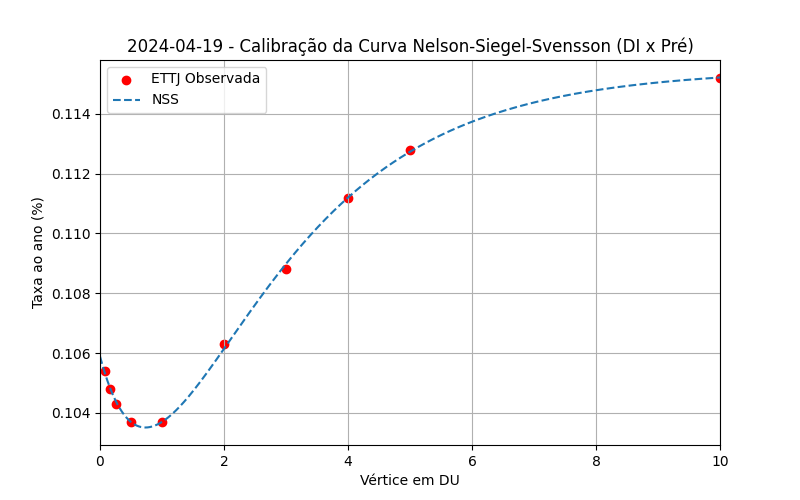 2024-04-19 - Calibração da Curva Nelson-Siegel-Svensson (DI x Pré)
ETTJ Observada
NSS
Taxa ao ano (%)
0.114
0.112
0.110
0.108
0.106
0.104
0 2 4 6 8 10
Vértice em DU